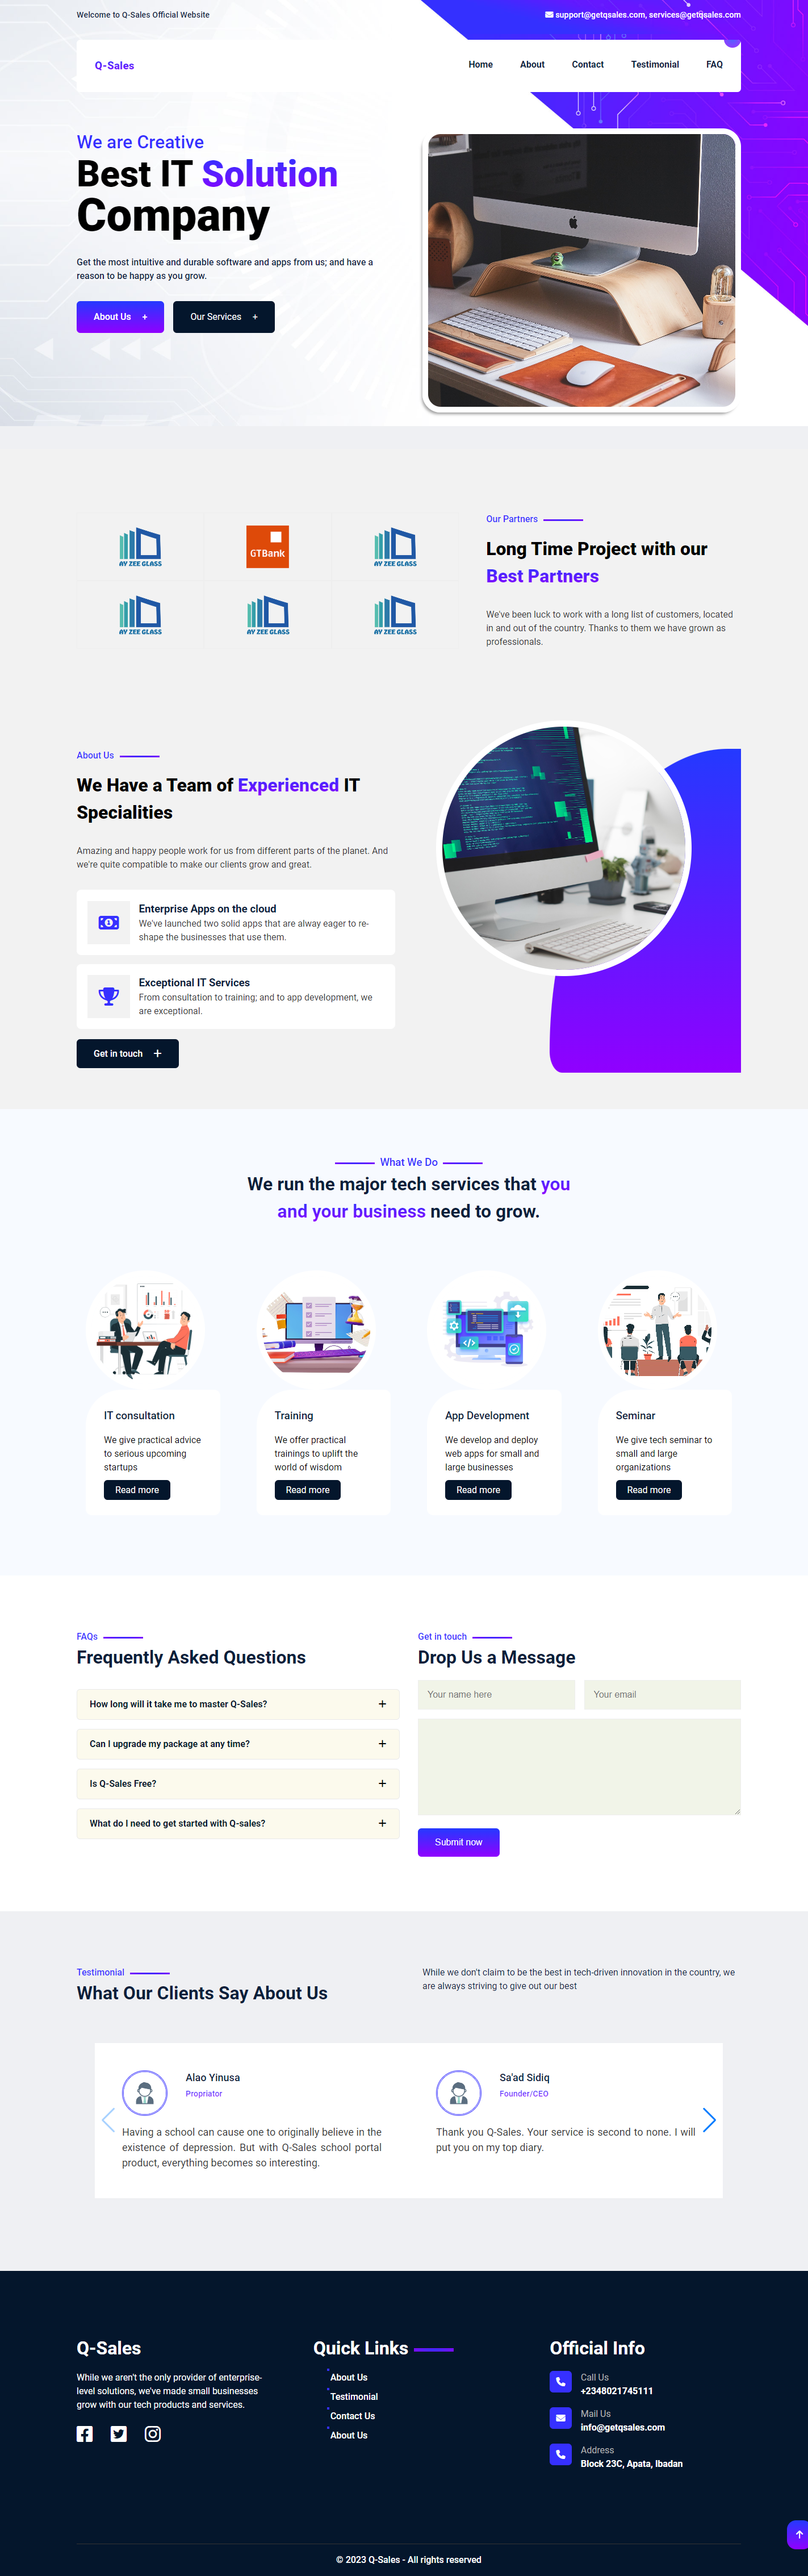 Welcome to Q-Sales Official Website
support@getqsales.com, services@getqsales.com
Q-Sales
Home
About
Contact
Testimonial
FAQ
We are Creative
Best IT Solution
Company
Get the most intuitive and durable software and apps from us; and have a
reason to be happy as you grow.
About Us +
Our Services +
AY ZEE GLASS
GTBank
AY ZEE GLASS
AY ZEE GLASS
AY ZEE GLASS
AY ZEE GLASS
Our Partners
Long Time Project with our
Best Partners
We've been luck to work with a long list of customers, located
in and out of the country. Thanks to them we have grown as
professionals.
About Us
We Have a Team of Experienced IT
Specialities
Amazing and happy people work for us from different parts of the planet. And
we're quite compatible to make our clients grow and great.
Enterprise Apps on the cloud
We've launched two solid apps that are alway eager to re-
shape the businesses that use them.
Exceptional IT Services
From consultation to training; and to app development, we
are exceptional.
Get in touch +
What We Do
We run the major tech services that you
and your business need to grow.
IT consultation
We give practical advice
to serious upcoming
startups
Read more
Training
We offer practical
trainings to uplift the
world of wisdom
Read more
App Development
We develop and deploy
web apps for small and
large businesses
Read more
Seminar
We give tech seminar to
small and large
organizations
Read more
FAQs
Frequently Asked Questions
How long will it take me to master Q-Sales? +
Can I upgrade my package at any time? +
Is Q-Sales Free? +
What do I need to get started with Q-sales? +
Get in touch
Drop Us a Message
Your name here
Your email
Submit now
Testimonial
What Our Clients Say About Us
While we don't claim to be the best in tech-driven innovation in the country, we
are always striving to give out our best
Alao Yinusa
Propriator
Having a school can cause one to originally believe in the
existence of depression. But with Q-Sales school portal
product, everything becomes so interesting.
Sa'ad Sidiq
Founder/CEO
Thank you Q-Sales. Your service is second to none. I will
put you on my top diary.
Q-Sales
While we aren't the only provider of enterprise-
level solutions, we've made small businesses
grow with our tech products and services.
Quick Links
About Us
Testimonial
Contact Us
About Us
Official Info
Call Us
+2348021745111
Mail Us
info@getqsales.com
Address
Block 23C, Apata, Ibadan
© 2023 Q-Sales - All rights reserved